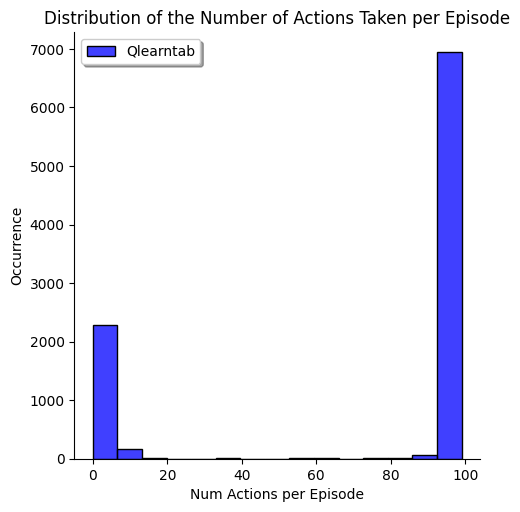 Distribution of the Number of Actions Taken per Episode
Qlearntab
7000
6000
5000
4000
3000
2000
1000
0
Occurrence
0 20 40 60 80 100
Num Actions per Episode